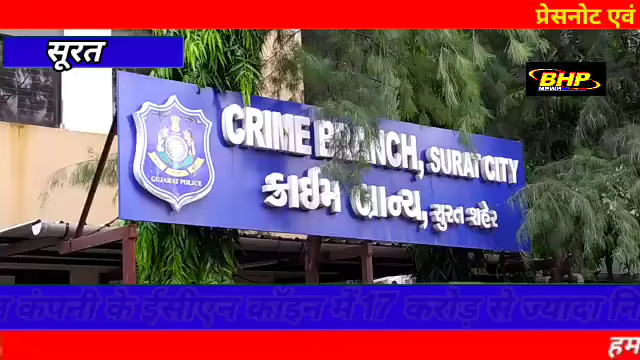 प्रेसनोट एवं
सूरत
BHP
NEWS
CRIME BRANCH, SURAT CITY
ક્રાઈમ બ્રાન્ચ, સુરત શહેર
GUJARAT POLICE
कंपनी के ईसीएन कॉइन में 17 करोड़ से ज्यादा नि
हम